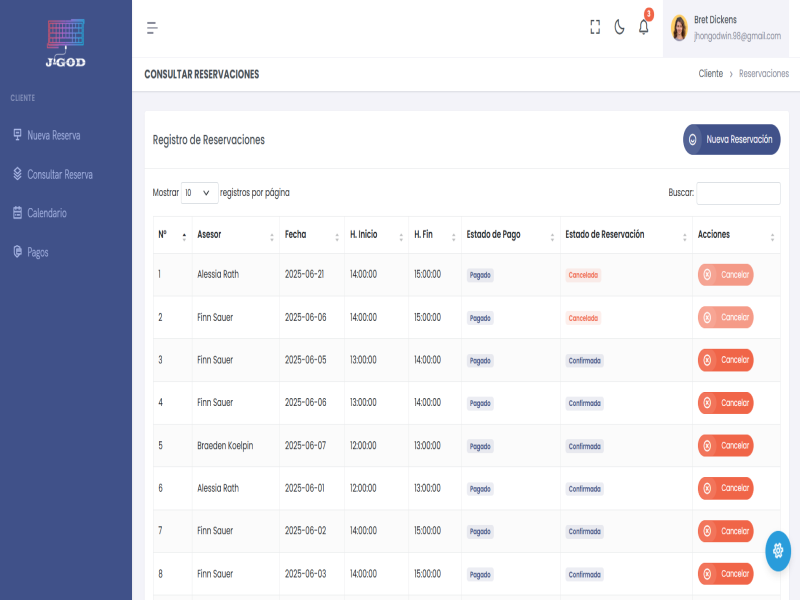 JhGOD
CLIENTE
Nueva Reserva
Consultar Reserva
Calendario
Pagos
3
Bret Dickens
jhongodwin.98@gmail.com
CONSULTAR RESERVACIONES
Cliente > Reservaciones
Registro de Reservaciones
Nueva Reservación
Mostrar 10 registros por página
Buscar:
N° Asesor Fecha H. Inicio H. Fin Estado de Pago Estado de Reservación Acciones
1 Alessia Rath 2025-06-21 14:00:00 15:00:00 Pagado Cancelada Cancelar
2 Finn Sauer 2025-06-06 14:00:00 15:00:00 Pagado Cancelada Cancelar
3 Finn Sauer 2025-06-05 13:00:00 14:00:00 Pagado Confirmada Cancelar
4 Finn Sauer 2025-06-06 13:00:00 14:00:00 Pagado Confirmada Cancelar
5 Braeden Koelpin 2025-06-07 12:00:00 13:00:00 Pagado Confirmada Cancelar
6 Alessia Rath 2025-06-01 12:00:00 13:00:00 Pagado Confirmada Cancelar
7 Finn Sauer 2025-06-02 14:00:00 15:00:00 Pagado Confirmada Cancelar
8 Finn Sauer 2025-06-03 14:00:00 15:00:00 Pagado Confirmada Cancelar